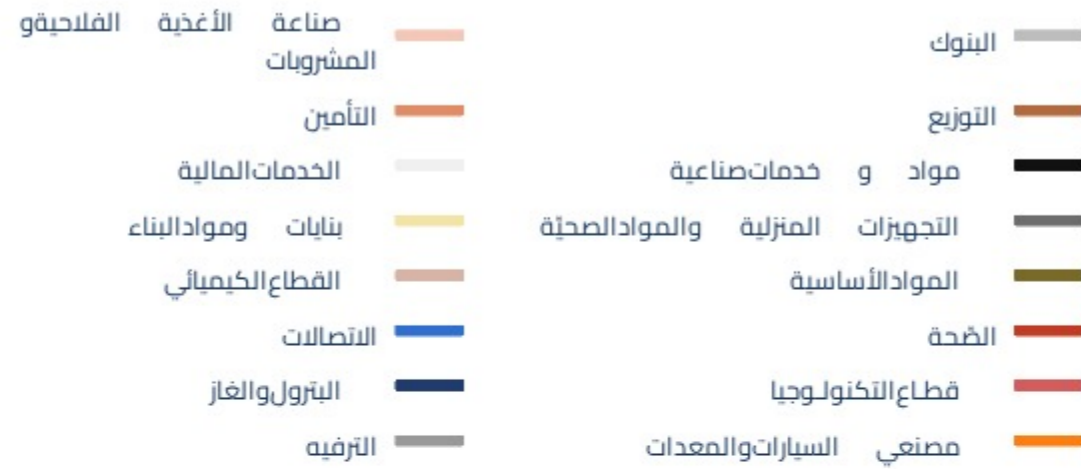 البنوك
التوزيع
مواد و خدمات صناعية
التجهيزات المنزلية والمواد الصحيّة
المواد الأساسية
الصّحة
قطاع التكنولوجيا
مصنعي السيارات والمعدات
صناعة الأغذية الفلاحية و
المشروبات
التأمين
الخدمات المالية
بنايات ومواد البناء
القطاع الكيميائي
الاتصالات
البترول والغاز
الترفيه